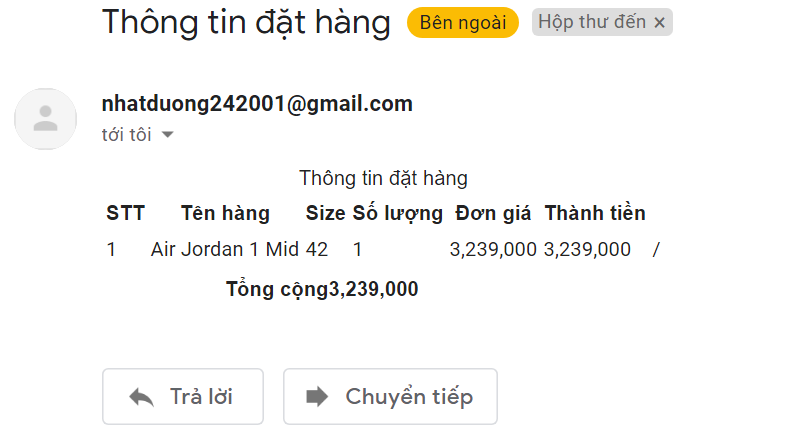 Thông tin đặt hàng Bên ngoài Hộp thư đến ×
nhatduong242001@gmail.com
tới tôi
Thông tin đặt hàng
STT Tên hàng Size Số lượng Đơn giá Thành tiền
1 Air Jordan 1 Mid 42 1 3,239,000 3,239,000 /
Tổng cộng3,239,000
Trả lời Chuyển tiếp